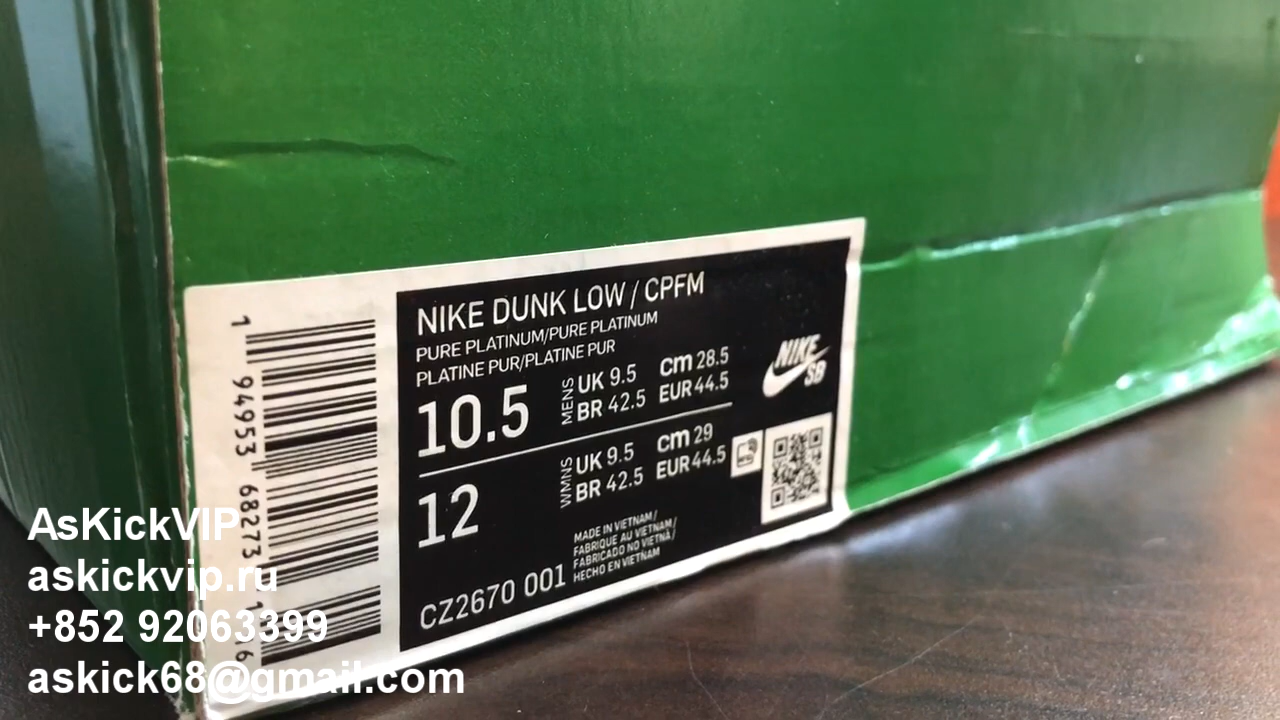 NIKE DUNK LOW / CPFM
PURE PLATINUM/PURE PLATINUM
PLATINE PUR/PLATINE PUR
10.5
MENS
UK 9.5
cm 28.5
BR 42.5
EUR 44.5
12
WMNS
UK 9.5
cm 29
BR 42.5
EUR 44.5
NIKE
SB
MADE IN VIETNAM/
FABRIQUE AU VIETNAM/
FABRICADO NO VIETNÃ/
HECHO EN VIETNAM
CZ2670 001
1 94953 68273
AsKickVIP
askickvip.ru
+852 92063399
askick68@gmail.com